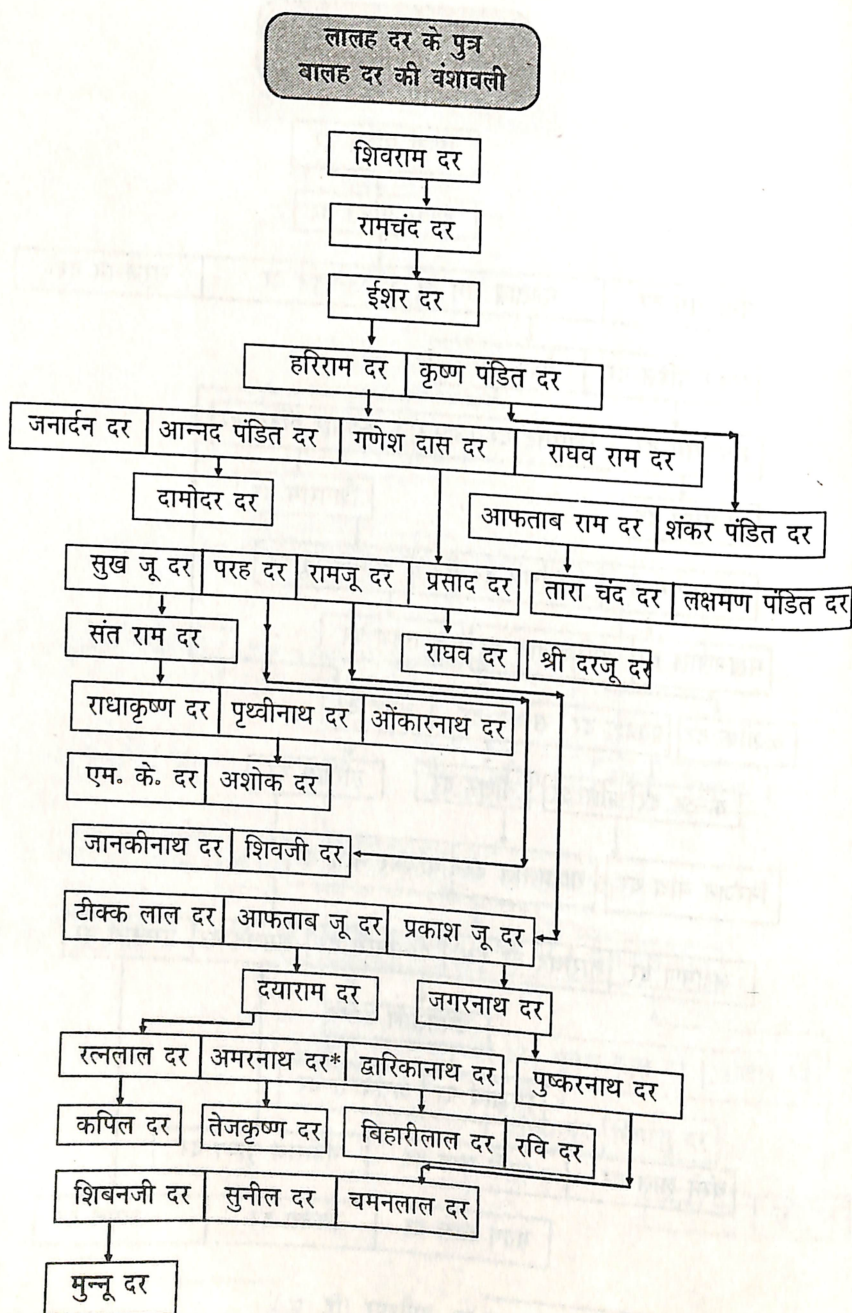 लालह दर के पुत्र
बालह दर की वंशावली
शिवराम दर
रामचंद दर
ईशर दर
हरिराम दर कृष्ण पंडित दर
जनार्दन दर आन्नद पंडित दर गणेश दास दर राघव राम दर
दामोदर दर
आफताब राम दर शंकर पंडित दर
सुख जू दर परह दर रामजू दर प्रसाद दर तारा चंद दर लक्षमण पंडित दर
संत राम दर राघव दर श्री दरजू दर
राधाकृष्ण दर पृथ्वीनाथ दर ओंकारनाथ दर
एम. के. दर अशोक दर
जानकीनाथ दर शिवजी दर
टीक्क लाल दर आफताब जू दर प्रकाश जू दर
दयाराम दर जगरनाथ दर
रत्नलाल दर अमरनाथ दर* द्वारिकानाथ दर पुष्करनाथ दर
कपिल दर तेजकृष्ण दर बिहारीलाल दर रवि दर
शिबनजी दर सुनील दर चमनलाल दर
मुन्नू दर